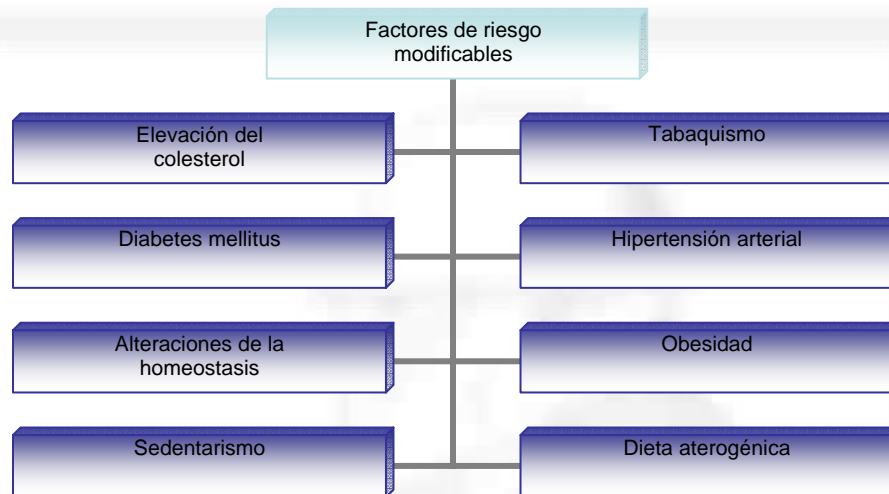 Factores de riesgo
modificables
Elevación del
colesterol
Tabaquismo
Diabetes mellitus
Hipertensión arterial
Alteraciones de la
homeostasis
Obesidad
Sedentarismo
Dieta aterogénica